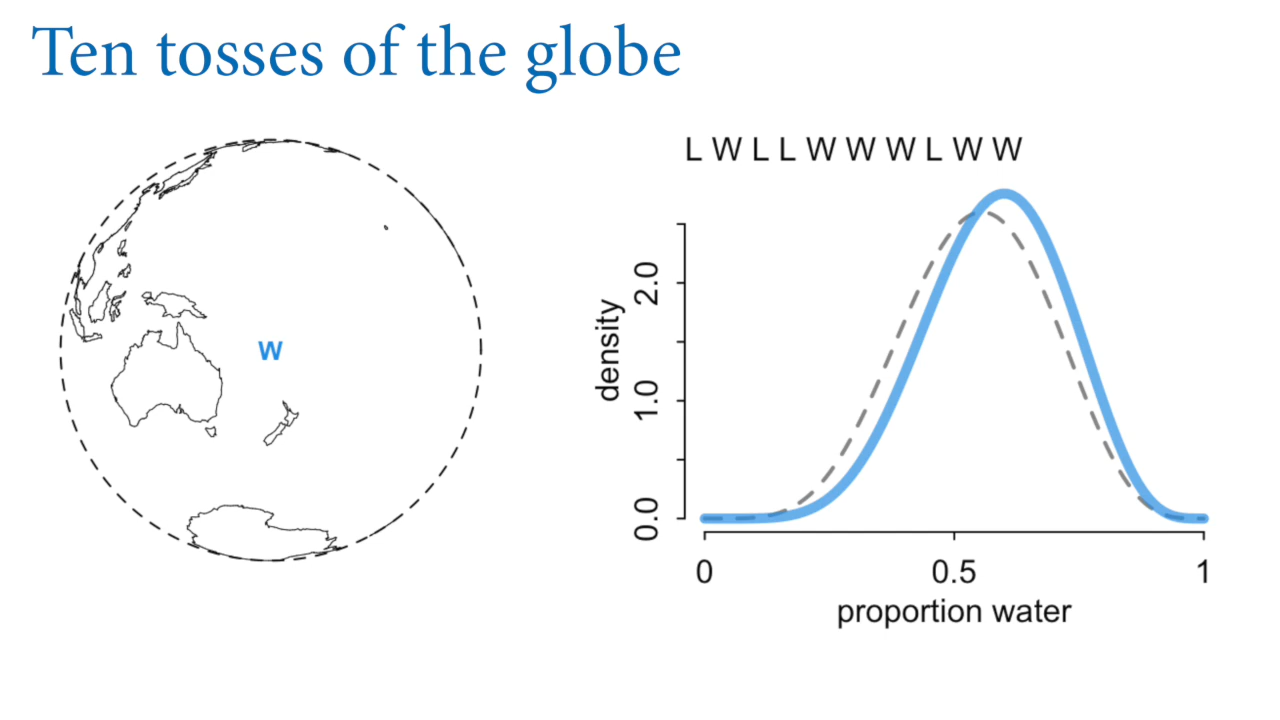 Ten tosses of the globe
W
L W L L W W W L W W
density
2.0
1.0
0.0
0 0.5 1
proportion water